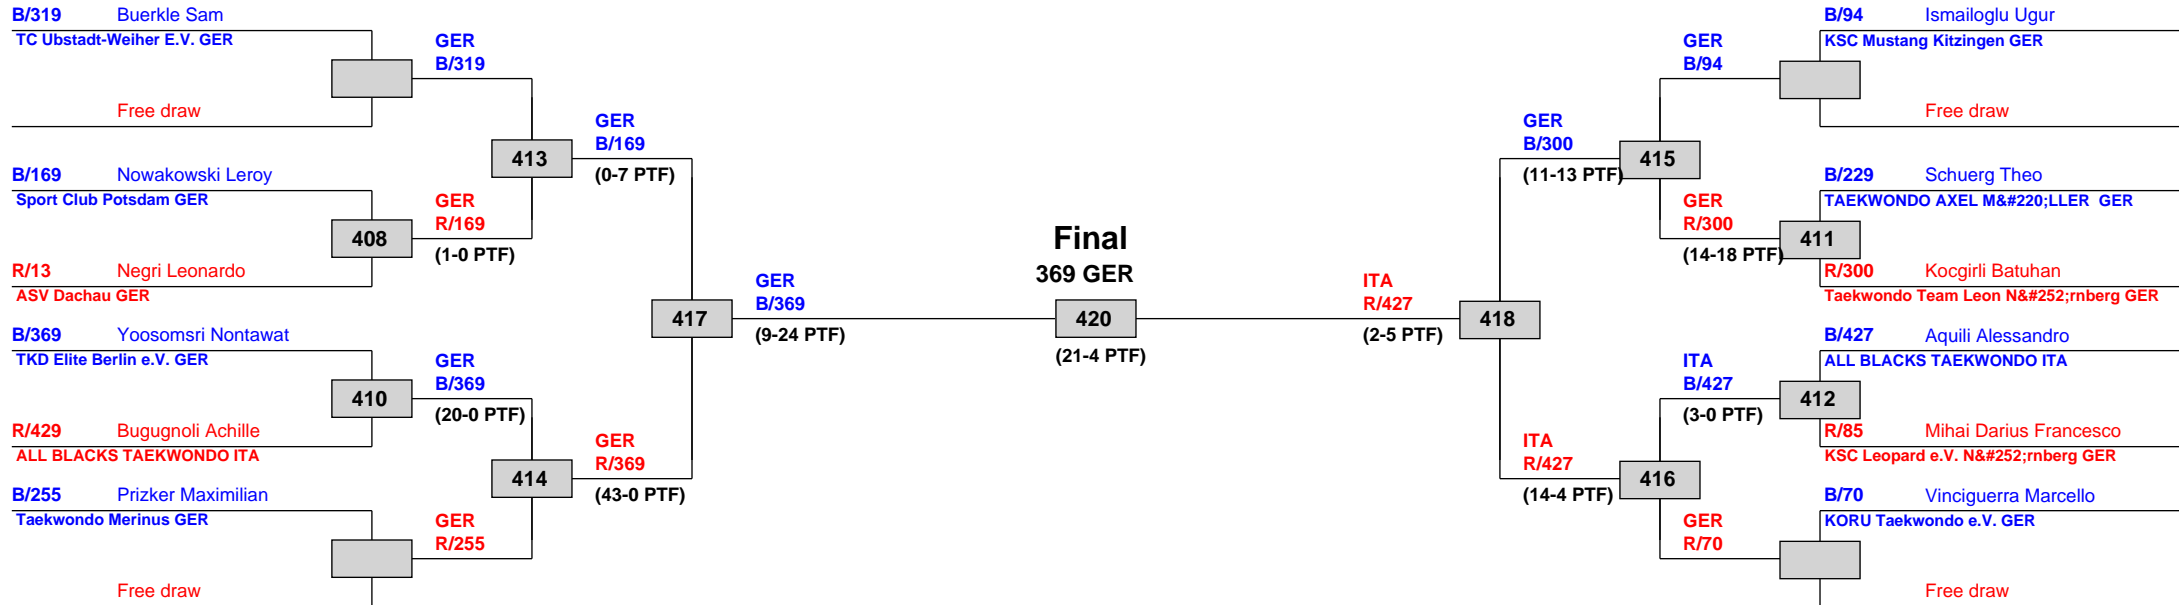 B/319 Buerkle Sam
TC Ubstadt-Weiher E.V. GER
Free draw
B/169 Nowakowski Leroy
Sport Club Potsdam GER
R/13 Negri Leonardo
ASV Dachau GER
B/369 Yoosomsri Nontawat
TKD Elite Berlin e.V. GER
R/429 Bugugnoli Achille
ALL BLACKS TAEKWONDO ITA
B/255 Prizker Maximilian
Taekwondo Merinus GER
Free draw
408
410
GER
B/319
GER
R/169
(1-0 PTF)
GER
B/369
(20-0 PTF)
GER
R/255
413
414
GER
B/169
(0-7 PTF)
GER
R/369
(43-0 PTF)
417
GER
B/369
(9-24 PTF)
Final
369 GER
420
(21-4 PTF)
ITA
R/427
(2-5 PTF)
418
GER
B/300
(11-13 PTF)
ITA
R/427
(14-4 PTF)
415
416
GER
B/94
GER
R/300
(14-18 PTF)
ITA
B/427
(3-0 PTF)
GER
R/70
411
412
B/94 Ismailoglu Ugur
KSC Mustang Kitzingen GER
Free draw
B/229 Schuerg Theo
TAEKWONDO AXEL M&#220;LLER  GER
R/300 Kocgirli Batuhan
Taekwondo Team Leon N&#252;rnberg GER
B/427 Aquili Alessandro
ALL BLACKS TAEKWONDO ITA
R/85 Mihai Darius Francesco
KSC Leopard e.V. N&#252;rnberg GER
B/70 Vinciguerra Marcello
KORU Taekwondo e.V. GER
Free draw